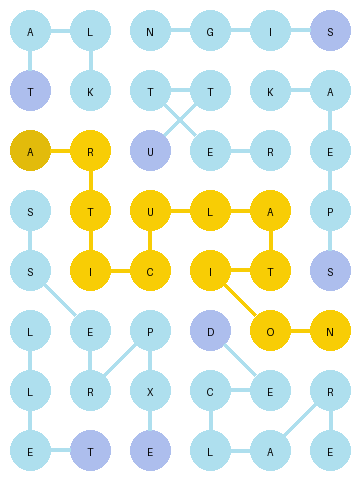 A L N G I S
T K T T K A
A R U E R E
S T U L A P
S I C I T S
L E P D O N
L R X C E R
E T E L A E